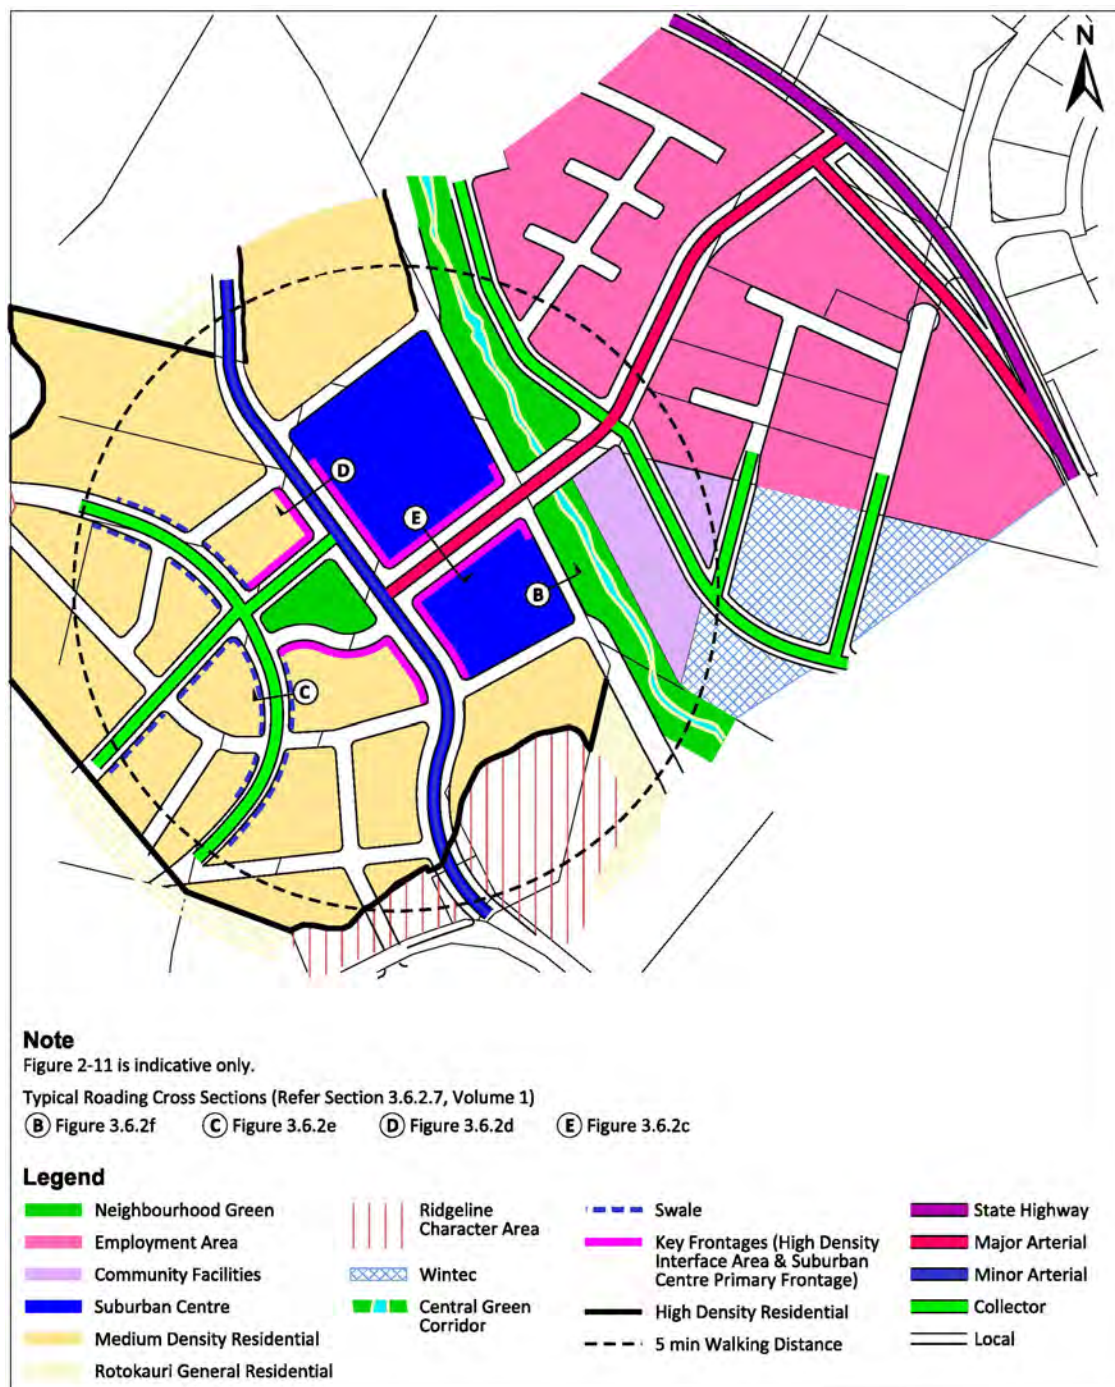 N
D
E
B
C
Note
Figure 2-11 is indicative only.
Typical Roading Cross Sections (Refer Section 3.6.2.7, Volume 1)
B Figure 3.6.2f C Figure 3.6.2e D Figure 3.6.2d E Figure 3.6.2c
Legend
Neighbourhood Green
Employment Area
Community Facilities
Suburban Centre
Medium Density Residential
Rotokauri General Residential
Ridgeline
Character Area
Wintec
Central Green
Corridor
Swale
Key Frontages (High Density
Interface Area & Suburban
Centre Primary Frontage)
High Density Residential
5 min Walking Distance
State Highway
Major Arterial
Minor Arterial
Collector
Local